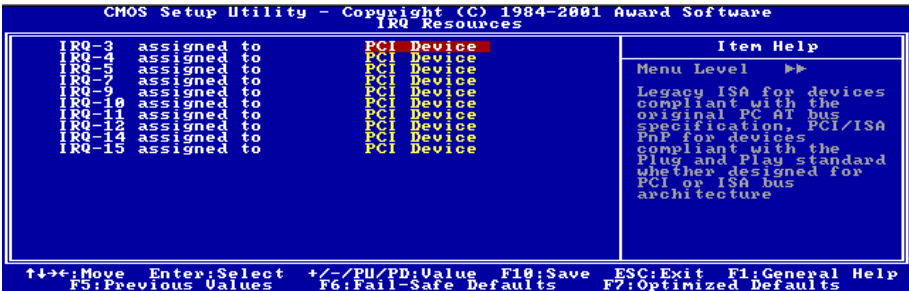 CMOS Setup Utility - Copyright (C) 1984-2001 Award Software
IRQ Resources
IRQ-3 assigned to PCI Device
IRQ-4 assigned to PCI Device
IRQ-5 assigned to PCI Device
IRQ-7 assigned to PCI Device
IRQ-9 assigned to PCI Device
IRQ-10 assigned to PCI Device
IRQ-11 assigned to PCI Device
IRQ-12 assigned to PCI Device
IRQ-14 assigned to PCI Device
IRQ-15 assigned to PCI Device
Item Help
Menu Level ▶▶
Legacy ISA for devices
compliant with the
original PC AT bus
specification, PCI/ISA
PnP for devices
compliant with the
Plug and Play standard
whether designed for
PCI or ISA bus
architecture
↑↓→←:Move Enter:Select +/-/PU/PD:Value F10:Save ESC:Exit F1:General Help
F5:Previous Values F6:Fail-Safe Defaults F7:Optimized Defaults